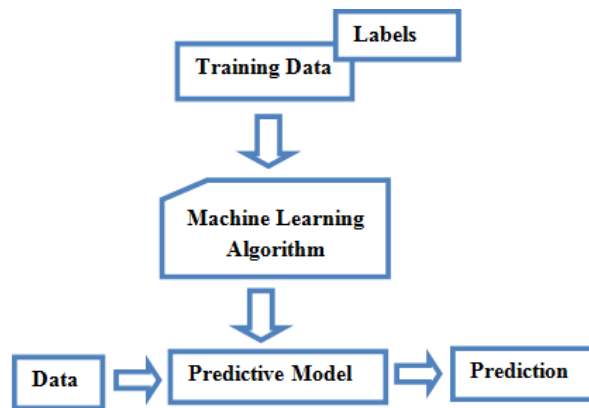 Labels
Training Data
Machine Learning
Algorithm
Data
Predictive Model
Prediction